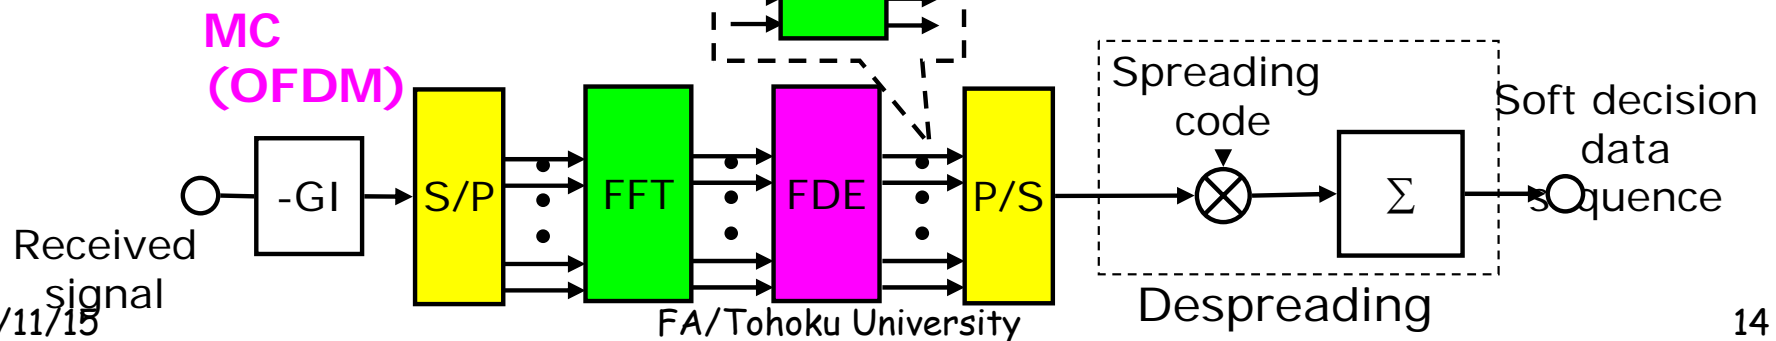 MC
(OFDM)
Spreading
code
Soft decision
data
sequence
-GI
S/P
FFT
FDE
P/S
Σ
Received
signal
Despreading
/11/15
FA/Tohoku University
14